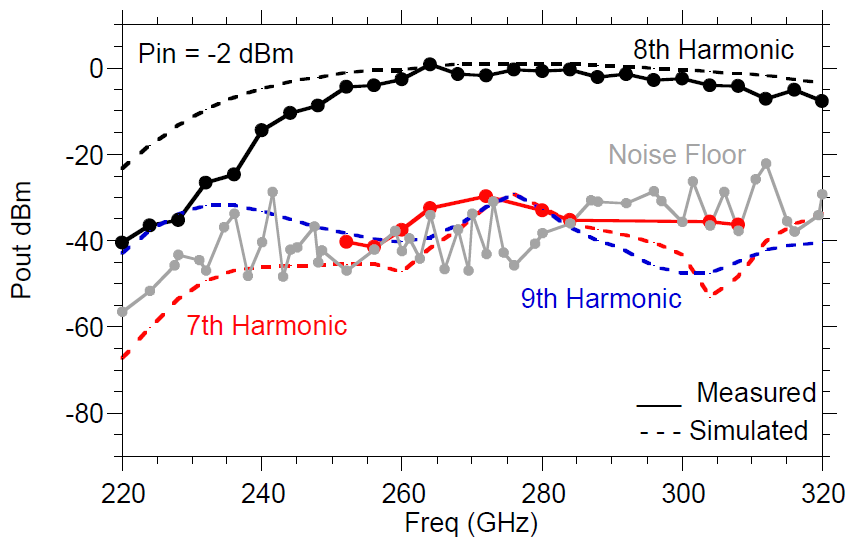 Pin = -2 dBm
8th Harmonic
Noise Floor
9th Harmonic
7th Harmonic
Measured
- - - Simulated
Pout dBm
0
-20
-40
-60
-80
220 240 260 280 300 320
Freq (GHz)